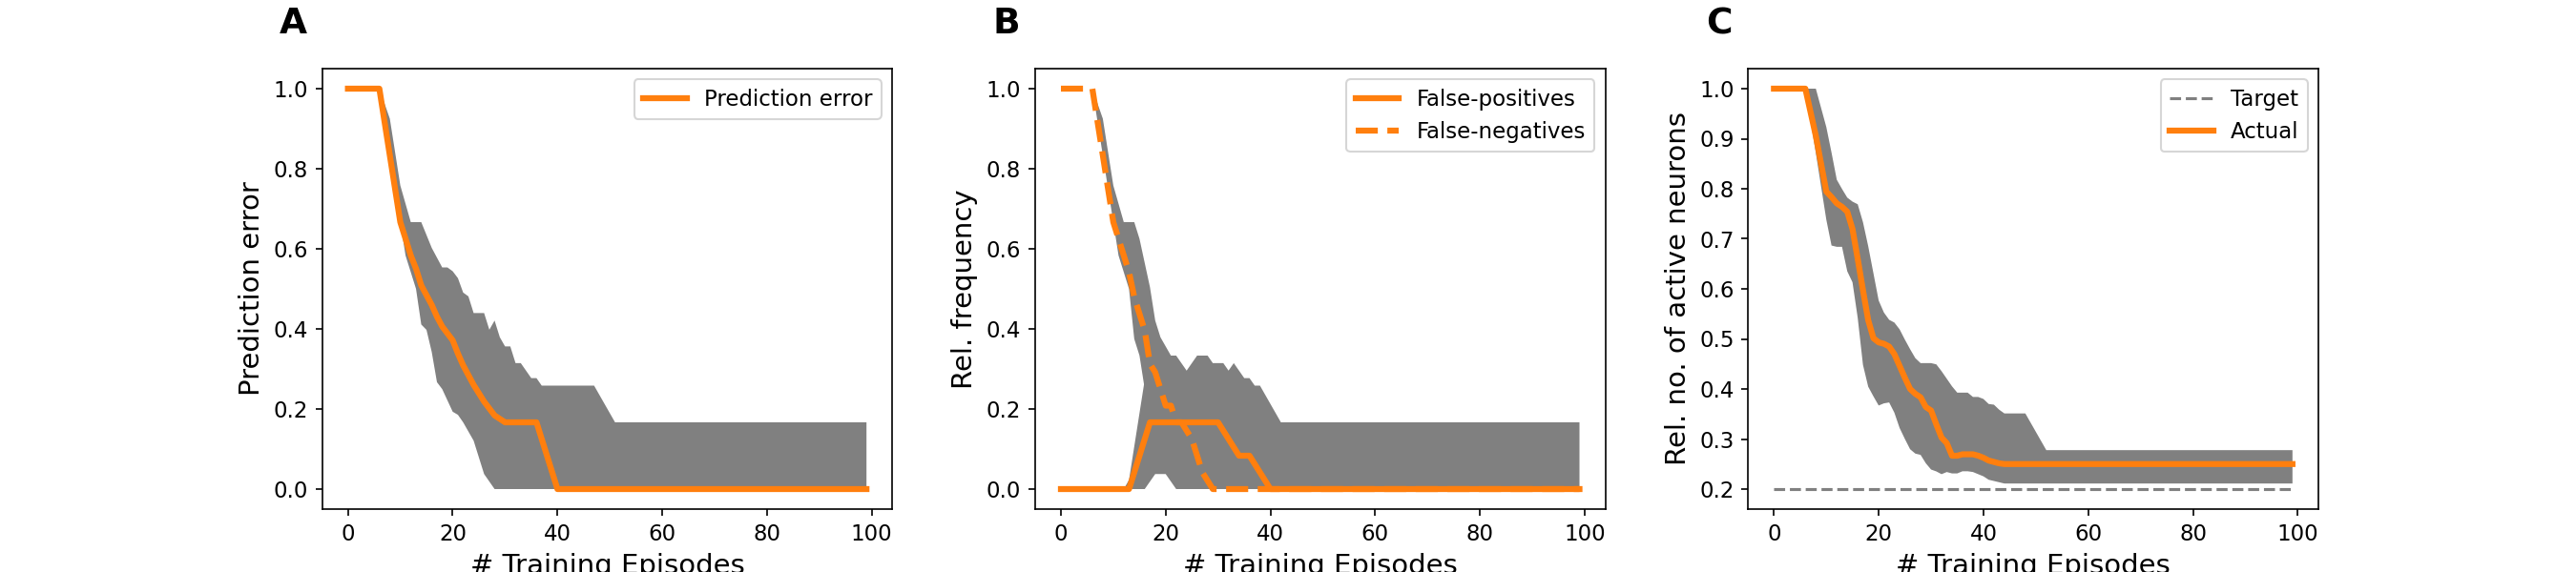 A
Prediction error
1.0
0.8
0.6
0.4
0.2
0.0
Prediction error
0 20 40 60 80 100
# Training Episodes
B
Rel. frequency
1.0
0.8
0.6
0.4
0.2
0.0
False-positives
False-negatives
0 20 40 60 80 100
# Training Episodes
C
Rel. no. of active neurons
1.0
0.9
0.8
0.7
0.6
0.5
0.4
0.3
0.2
Target
Actual
0 20 40 60 80 100
# Training Episodes